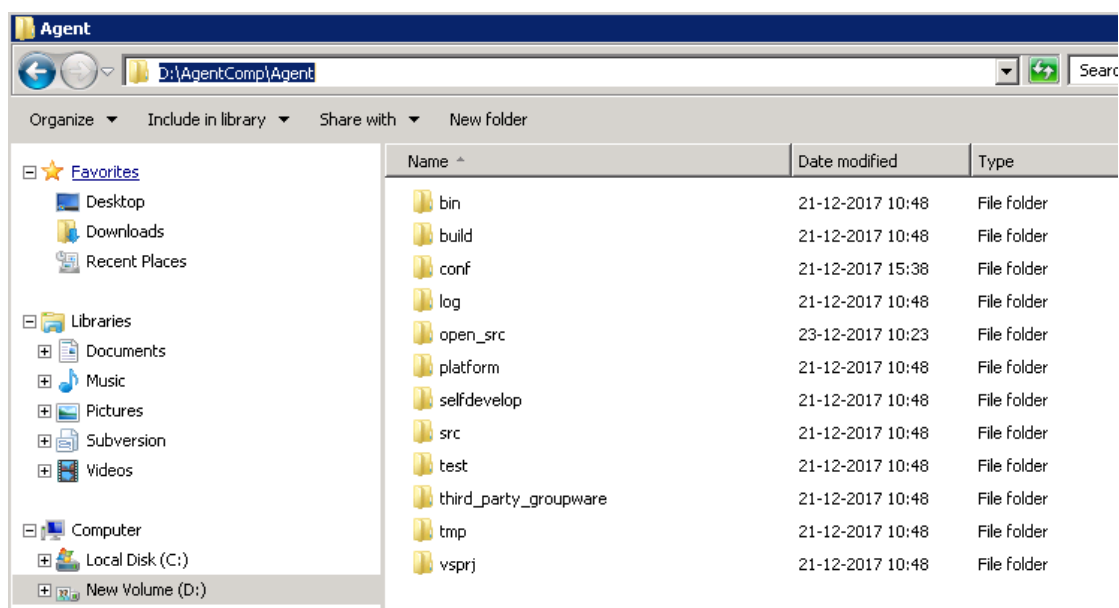 Agent
D:\AgentComp\Agent
Organize Include in library Share with New folder
Favorites
Desktop
Downloads
Recent Places
Libraries
Documents
Music
Pictures
Subversion
Videos
Computer
Local Disk (C:)
New Volume (D:)
Name Date modified Type
bin 21-12-2017 10:48 File folder
build 21-12-2017 10:48 File folder
conf 21-12-2017 15:38 File folder
log 21-12-2017 10:48 File folder
open_src 23-12-2017 10:23 File folder
platform 21-12-2017 10:48 File folder
selfdevelop 21-12-2017 10:48 File folder
src 21-12-2017 10:48 File folder
test 21-12-2017 10:48 File folder
third_party_groupware 21-12-2017 10:48 File folder
tmp 21-12-2017 10:48 File folder
vsprj 21-12-2017 10:48 File folder